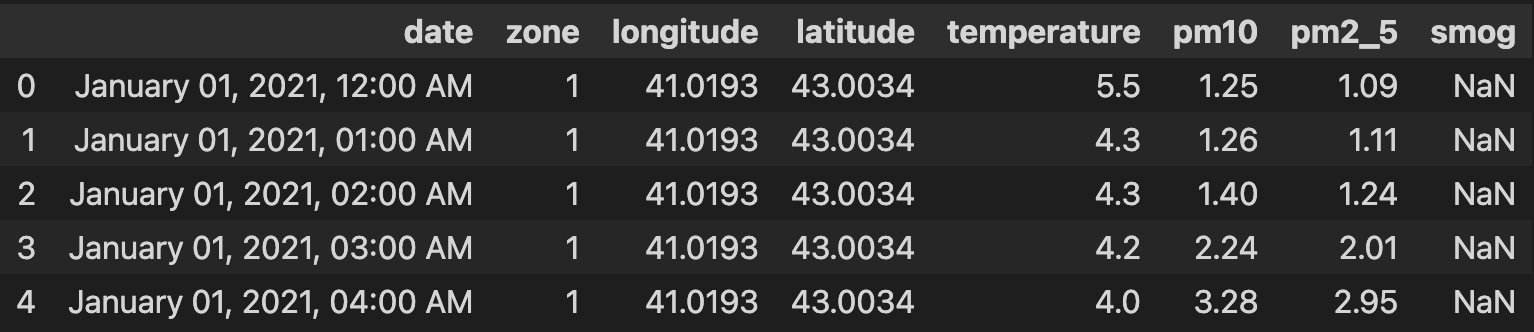 date zone longitude latitude temperature pm10 pm2_5 smog
0 January 01, 2021, 12:00 AM 1 41.0193 43.0034 5.5 1.25 1.09 NaN
1 January 01, 2021, 01:00 AM 1 41.0193 43.0034 4.3 1.26 1.11 NaN
2 January 01, 2021, 02:00 AM 1 41.0193 43.0034 4.3 1.40 1.24 NaN
3 January 01, 2021, 03:00 AM 1 41.0193 43.0034 4.2 2.24 2.01 NaN
4 January 01, 2021, 04:00 AM 1 41.0193 43.0034 4.0 3.28 2.95 NaN